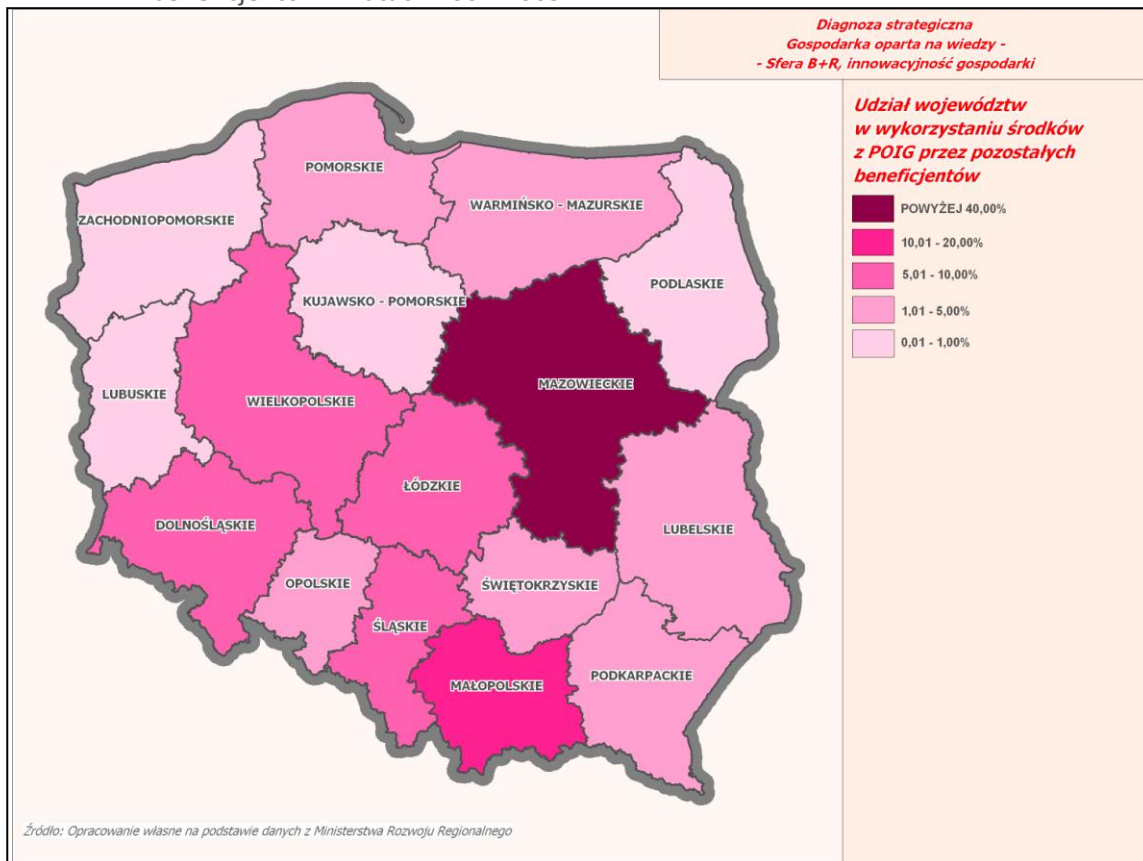 Diagnoza strategiczna
Gospodarka oparta na wiedzy -
- Sfera B+R, innowacyjność gospodarki
Udział województw
w wykorzystaniu środków
z POIG przez pozostałych
beneficjentów
POWYŻEJ 40,00%
10,01 - 20,00%
5,01 - 10,00%
1,01 - 5,00%
0,01 - 1,00%
POMORSKIE
ZACHODNIOPOMORSKIE
WARMIŃSKO - MAZURSKIE
PODLASKIE
KUJAWSKO - POMORSKIE
MAZOWIECKIE
LUBUSKIE
WIELKOPOLSKIE
ŁÓDZKIE
DOLNOŚLĄSKIE
LUBELSKIE
OPOLSKIE
ŚWIĘTOKRZYSKIE
ŚLĄSKIE
PODKARPACKIE
MAŁOPOLSKIE
Źródło: Opracowanie własne na podstawie danych z Ministerstwa Rozwoju Regionalnego